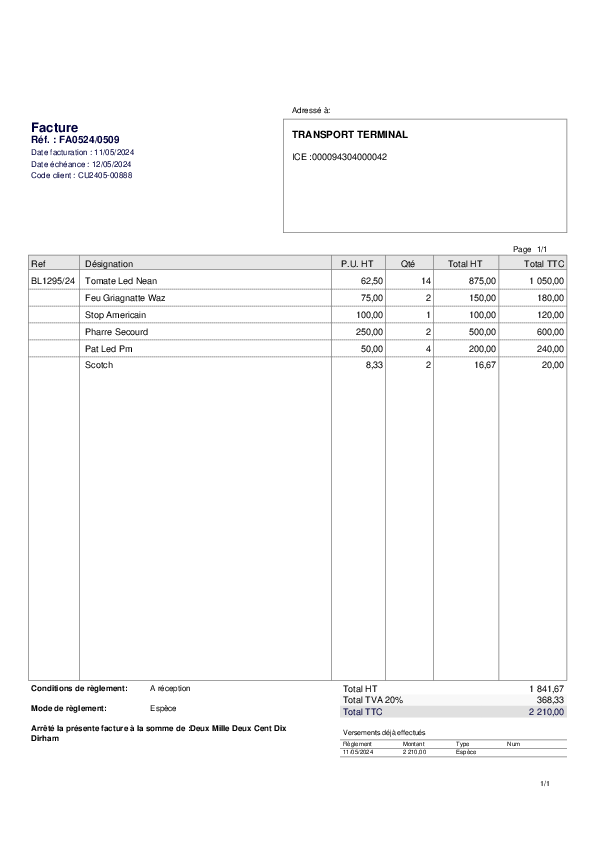 Adressé à:
Facture
Réf. : FA0524/0509
Date facturation : 11/05/2024
Date échéance : 12/05/2024
Code client : CU2405-00888
TRANSPORT TERMINAL
ICE :000094304000042
Page 1/1
Ref Désignation P.U. HT Qté Total HT Total TTC
BL1295/24 Tomate Led Nean 62,50 14 875,00 1 050,00
Feu Griagnatte Waz 75,00 2 150,00 180,00
Stop Americain 100,00 1 100,00 120,00
Pharre Secourd 250,00 2 500,00 600,00
Pat Led Pm 50,00 4 200,00 240,00
Scotch 8,33 2 16,67 20,00
Conditions de règlement: A réception
Mode de règlement: Espèce
Arrêté la présente facture à la somme de :Deux Mille Deux Cent Dix
Dirham
Total HT 1 841,67
Total TVA 20% 368,33
Total TTC 2 210,00
Versements déjà effectués
Règlement Montant Type Num
11/05/2024 2 210,00 Espèce
1/1